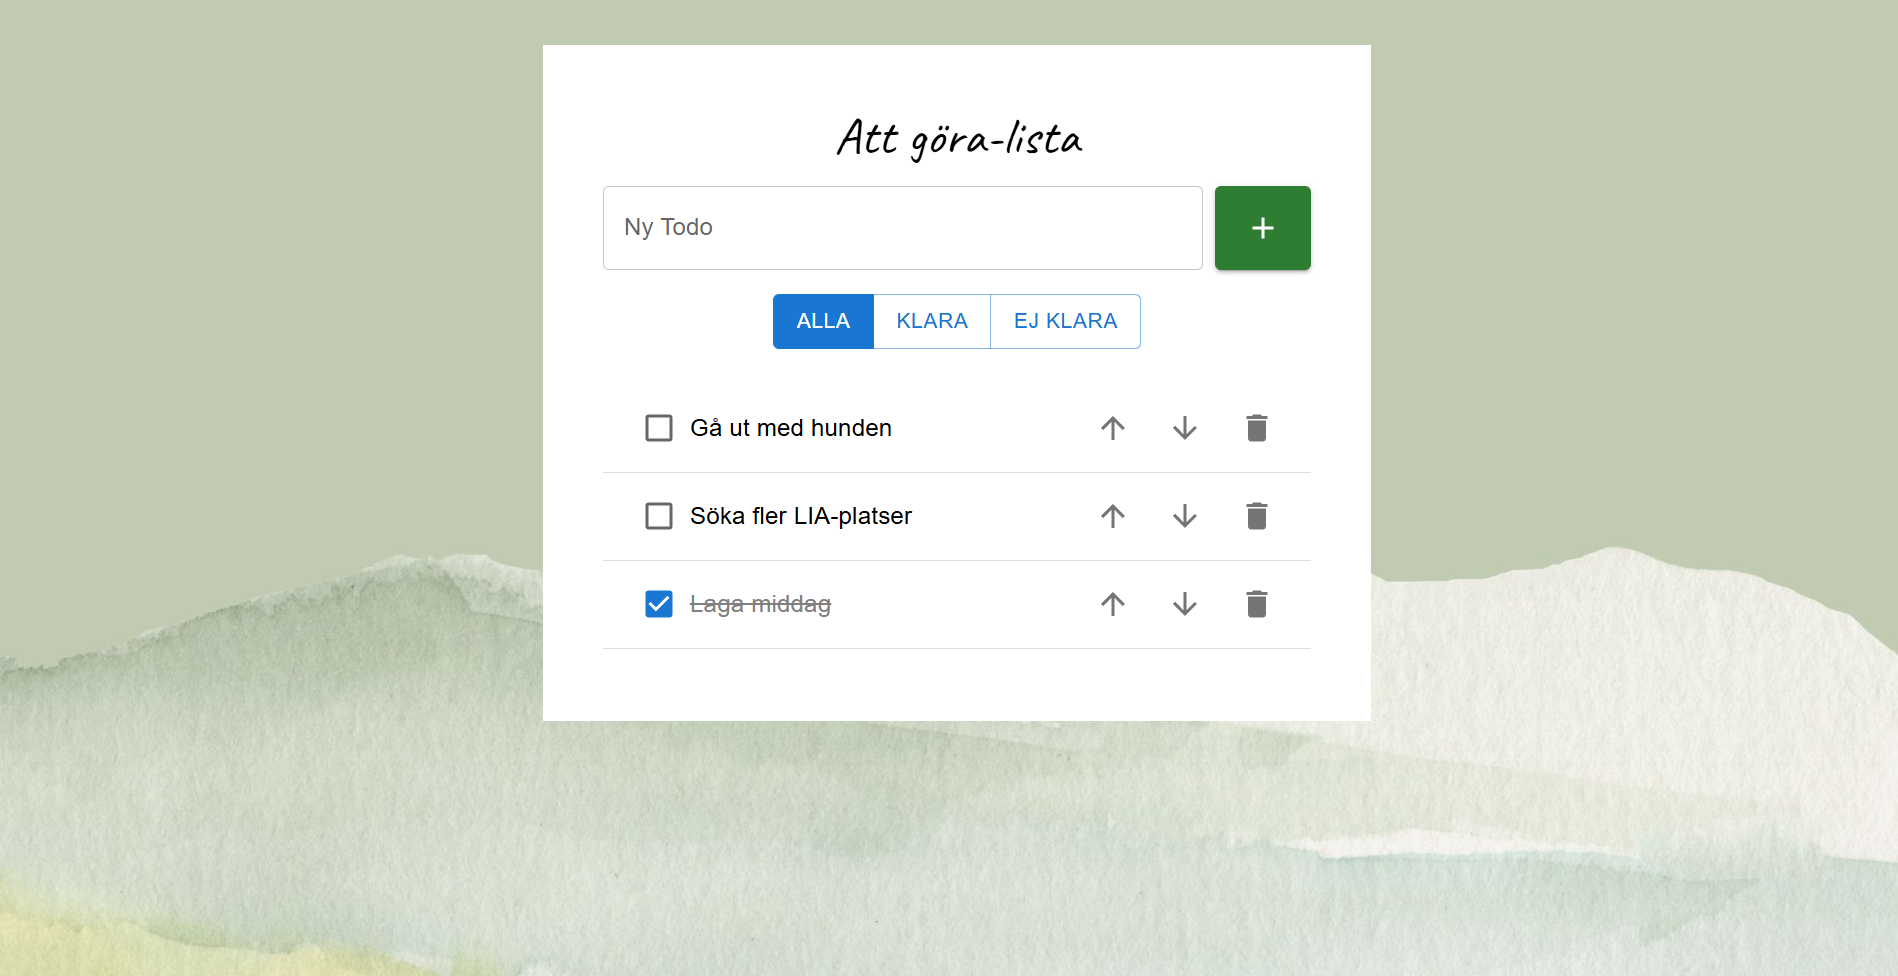 Att göra-lista
Ny Todo
+
ALLA KLARA EJ KLARA
Gå ut med hunden
Söka fler LIA-platser
Laga middag